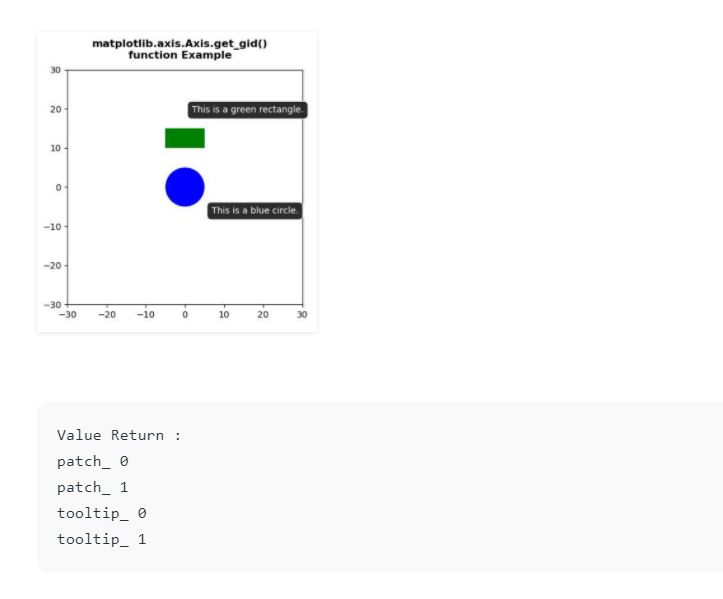 matplotlib.axis.Axis.get_gid()
function Example
30
20
This is a green rectangle.
10
0
This is a blue circle.
−10
−20
−30
−30 −20 −10 0 10 20 30
Value Return :
patch_ 0
patch_ 1
tooltip_ 0
tooltip_ 1